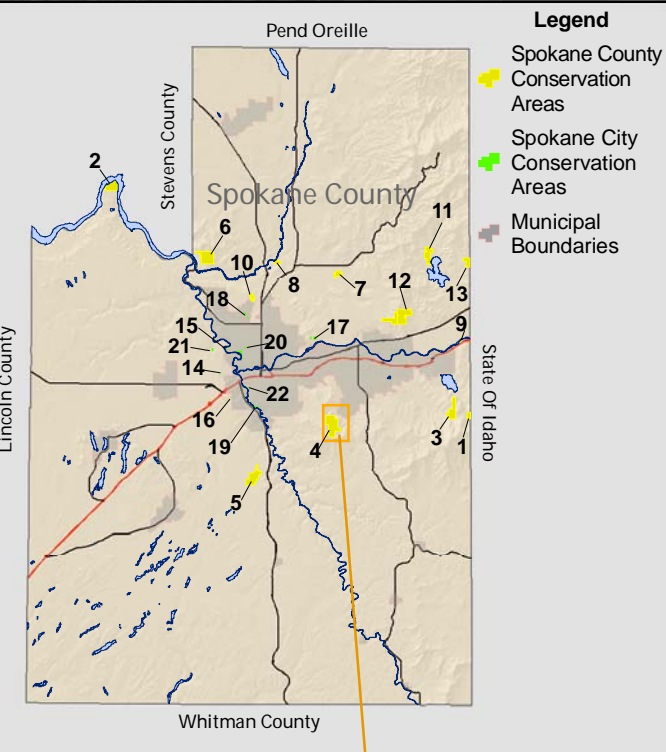 Pend Oreille
Legend
Spokane County
Conservation
Areas
Spokane City
Conservation
Areas
Municipal
Boundaries
Stevens County
Spokane County
2
6
11
10
8
7
12
13
18
9
15
20
17
21
14
22
16
19
4
3
1
5
Lincoln County
State Of Idaho
Whitman County